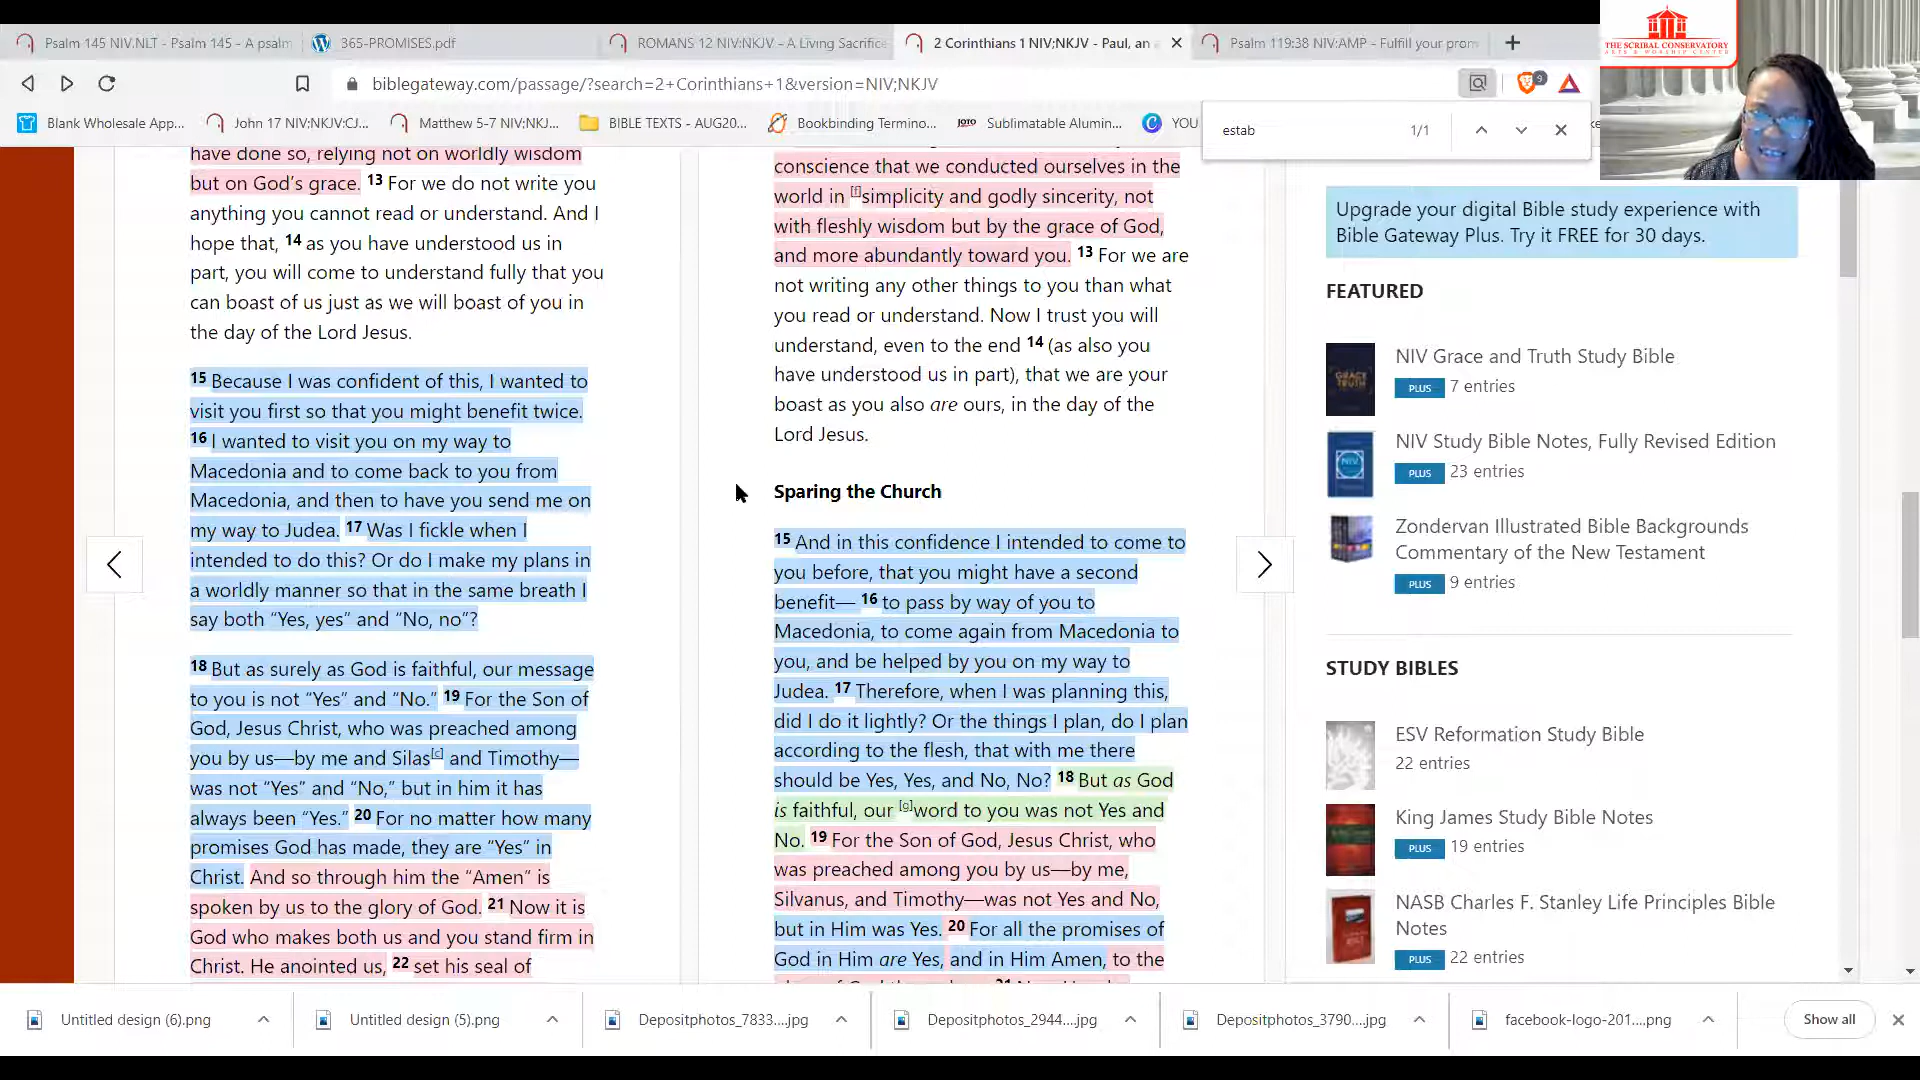 Psalm 145 NIV.NLT - Psalm 145 - A psalm
365-PROMISES.pdf
ROMANS 12 NIV;NKJV - A Living Sacrifice
2 Corinthians 1 NIV;NKJV - Paul, an
Psalm 119:38 NIV;AMP - Fulfill your prom
THE SCRIBAL CONSERVATORY
ARTS & WORSHIP CENTER
biblegateway.com/passage/?search=2+Corinthians+1&version=NIV;NKJV
9
Blank Wholesale App...
John 17 NIV;NKJV;CJ...
Matthew 5-7 NIV;NKJ...
BIBLE TEXTS - AUG20...
Bookbinding Termino...
JOTO
Sublimatable Alumin...
YOU
estab
1/1
have done so, relying not on worldly wisdom
but on God's grace. 13 For we do not write you
anything you cannot read or understand. And I
hope that, 14 as you have understood us in
part, you will come to understand fully that you
can boast of us just as we will boast of you in
the day of the Lord Jesus.
15 Because I was confident of this, I wanted to
visit you first so that you might benefit twice.
16 I wanted to visit you on my way to
Macedonia and to come back to you from
Macedonia, and then to have you send me on
my way to Judea. 17 Was I fickle when I
intended to do this? Or do I make my plans in
a worldly manner so that in the same breath I
say both “Yes, yes” and “No, no”?
18 But as surely as God is faithful, our message
to you is not “Yes” and “No.” 19 For the Son of
God, Jesus Christ, who was preached among
you by us—by me and Silas[c] and Timothy—
was not “Yes” and “No,” but in him it has
always been “Yes.” 20 For no matter how many
promises God has made, they are “Yes” in
Christ. And so through him the “Amen” is
spoken by us to the glory of God. 21 Now it is
God who makes both us and you stand firm in
Christ. He anointed us, 22 set his seal of
conscience that we conducted ourselves in the
world in [f]simplicity and godly sincerity, not
with fleshly wisdom but by the grace of God,
and more abundantly toward you. 13 For we are
not writing any other things to you than what
you read or understand. Now I trust you will
understand, even to the end 14 (as also you
have understood us in part), that we are your
boast as you also are ours, in the day of the
Lord Jesus.
Sparing the Church
15 And in this confidence I intended to come to
you before, that you might have a second
benefit— 16 to pass by way of you to
Macedonia, to come again from Macedonia to
you, and be helped by you on my way to
Judea. 17 Therefore, when I was planning this,
did I do it lightly? Or the things I plan, do I plan
according to the flesh, that with me there
should be Yes, Yes, and No, No? 18 But as God
is faithful, our [g]word to you was not Yes and
No. 19 For the Son of God, Jesus Christ, who
was preached among you by us—by me,
Silvanus, and Timothy—was not Yes and No,
but in Him was Yes. 20 For all the promises of
God in Him are Yes, and in Him Amen, to the
Upgrade your digital Bible study experience with
Bible Gateway Plus. Try it FREE for 30 days.
FEATURED
NIV Grace and Truth Study Bible
PLUS 7 entries
NIV Study Bible Notes, Fully Revised Edition
PLUS 23 entries
Zondervan Illustrated Bible Backgrounds
Commentary of the New Testament
PLUS 9 entries
STUDY BIBLES
ESV Reformation Study Bible
22 entries
King James Study Bible Notes
PLUS 19 entries
NASB Charles F. Stanley Life Principles Bible
Notes
PLUS 22 entries
Untitled design (6).png
Untitled design (5).png
Depositphotos_7833....jpg
Depositphotos_2944....jpg
Depositphotos_3790....jpg
facebook-logo-201....png
Show all